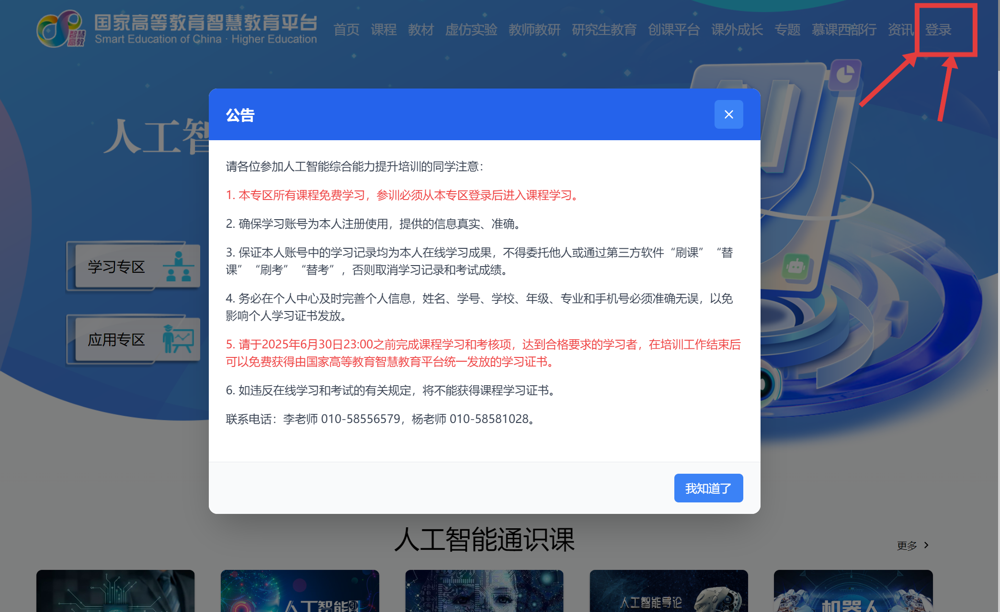 国家高等教育智慧教育平台
Smart Education of China · Higher Education
智慧高教
首页 课程 教材 虚仿实验 教师教研 研究生教育 创课平台 课外成长 专题 慕课西部行 资讯 登录
人工智
公告
请各位参加人工智能综合能力提升培训的同学注意：
1. 本专区所有课程免费学习，参训必须从本专区登录后进入课程学习。
2. 确保学习账号为本人注册使用，提供的信息真实、准确。
3. 保证本人账号中的学习记录均为本人在线学习成果，不得委托他人或通过第三方软件“刷课”“替
课”“刷考”“替考”，否则取消学习记录和考试成绩。
4. 务必在个人中心及时完善个人信息，姓名、学号、学校、年级、专业和手机号必须准确无误，以免
影响个人学习证书发放。
5. 请于2025年6月30日23:00之前完成课程学习和考核项，达到合格要求的学习者，在培训工作结束后
可以免费获得由国家高等教育智慧教育平台统一发放的学习证书。
6. 如违反在线学习和考试的有关规定，将不能获得课程学习证书。
联系电话：李老师 010-58556579，杨老师 010-58581028。
我知道了
学习专区
应用专区
人工智能通识课
更多
人工智能引
人工智能导论
机器人